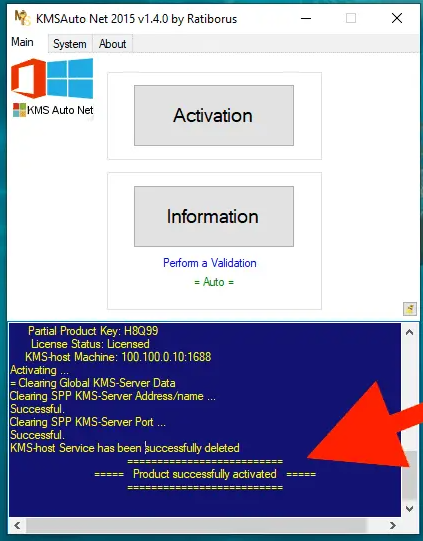 KMSAuto Net 2015 v1.4.0 by Ratiborus
Main
System
About
KMS Auto Net
Activation
Information
Perform a Validation
= Auto =
Partial Product Key: H8Q99
License Status: Licensed
KMS-host Machine: 100.100.0.10:1688
Activating ...
= Clearing Global KMS-Server Data
Clearing SPP KMS-Server Address/name ...
Successful.
Clearing SPP KMS-Server Port ...
Successful.
KMS-host Service has been successfully deleted
==========================
===== Product successfully activated =====
==========================